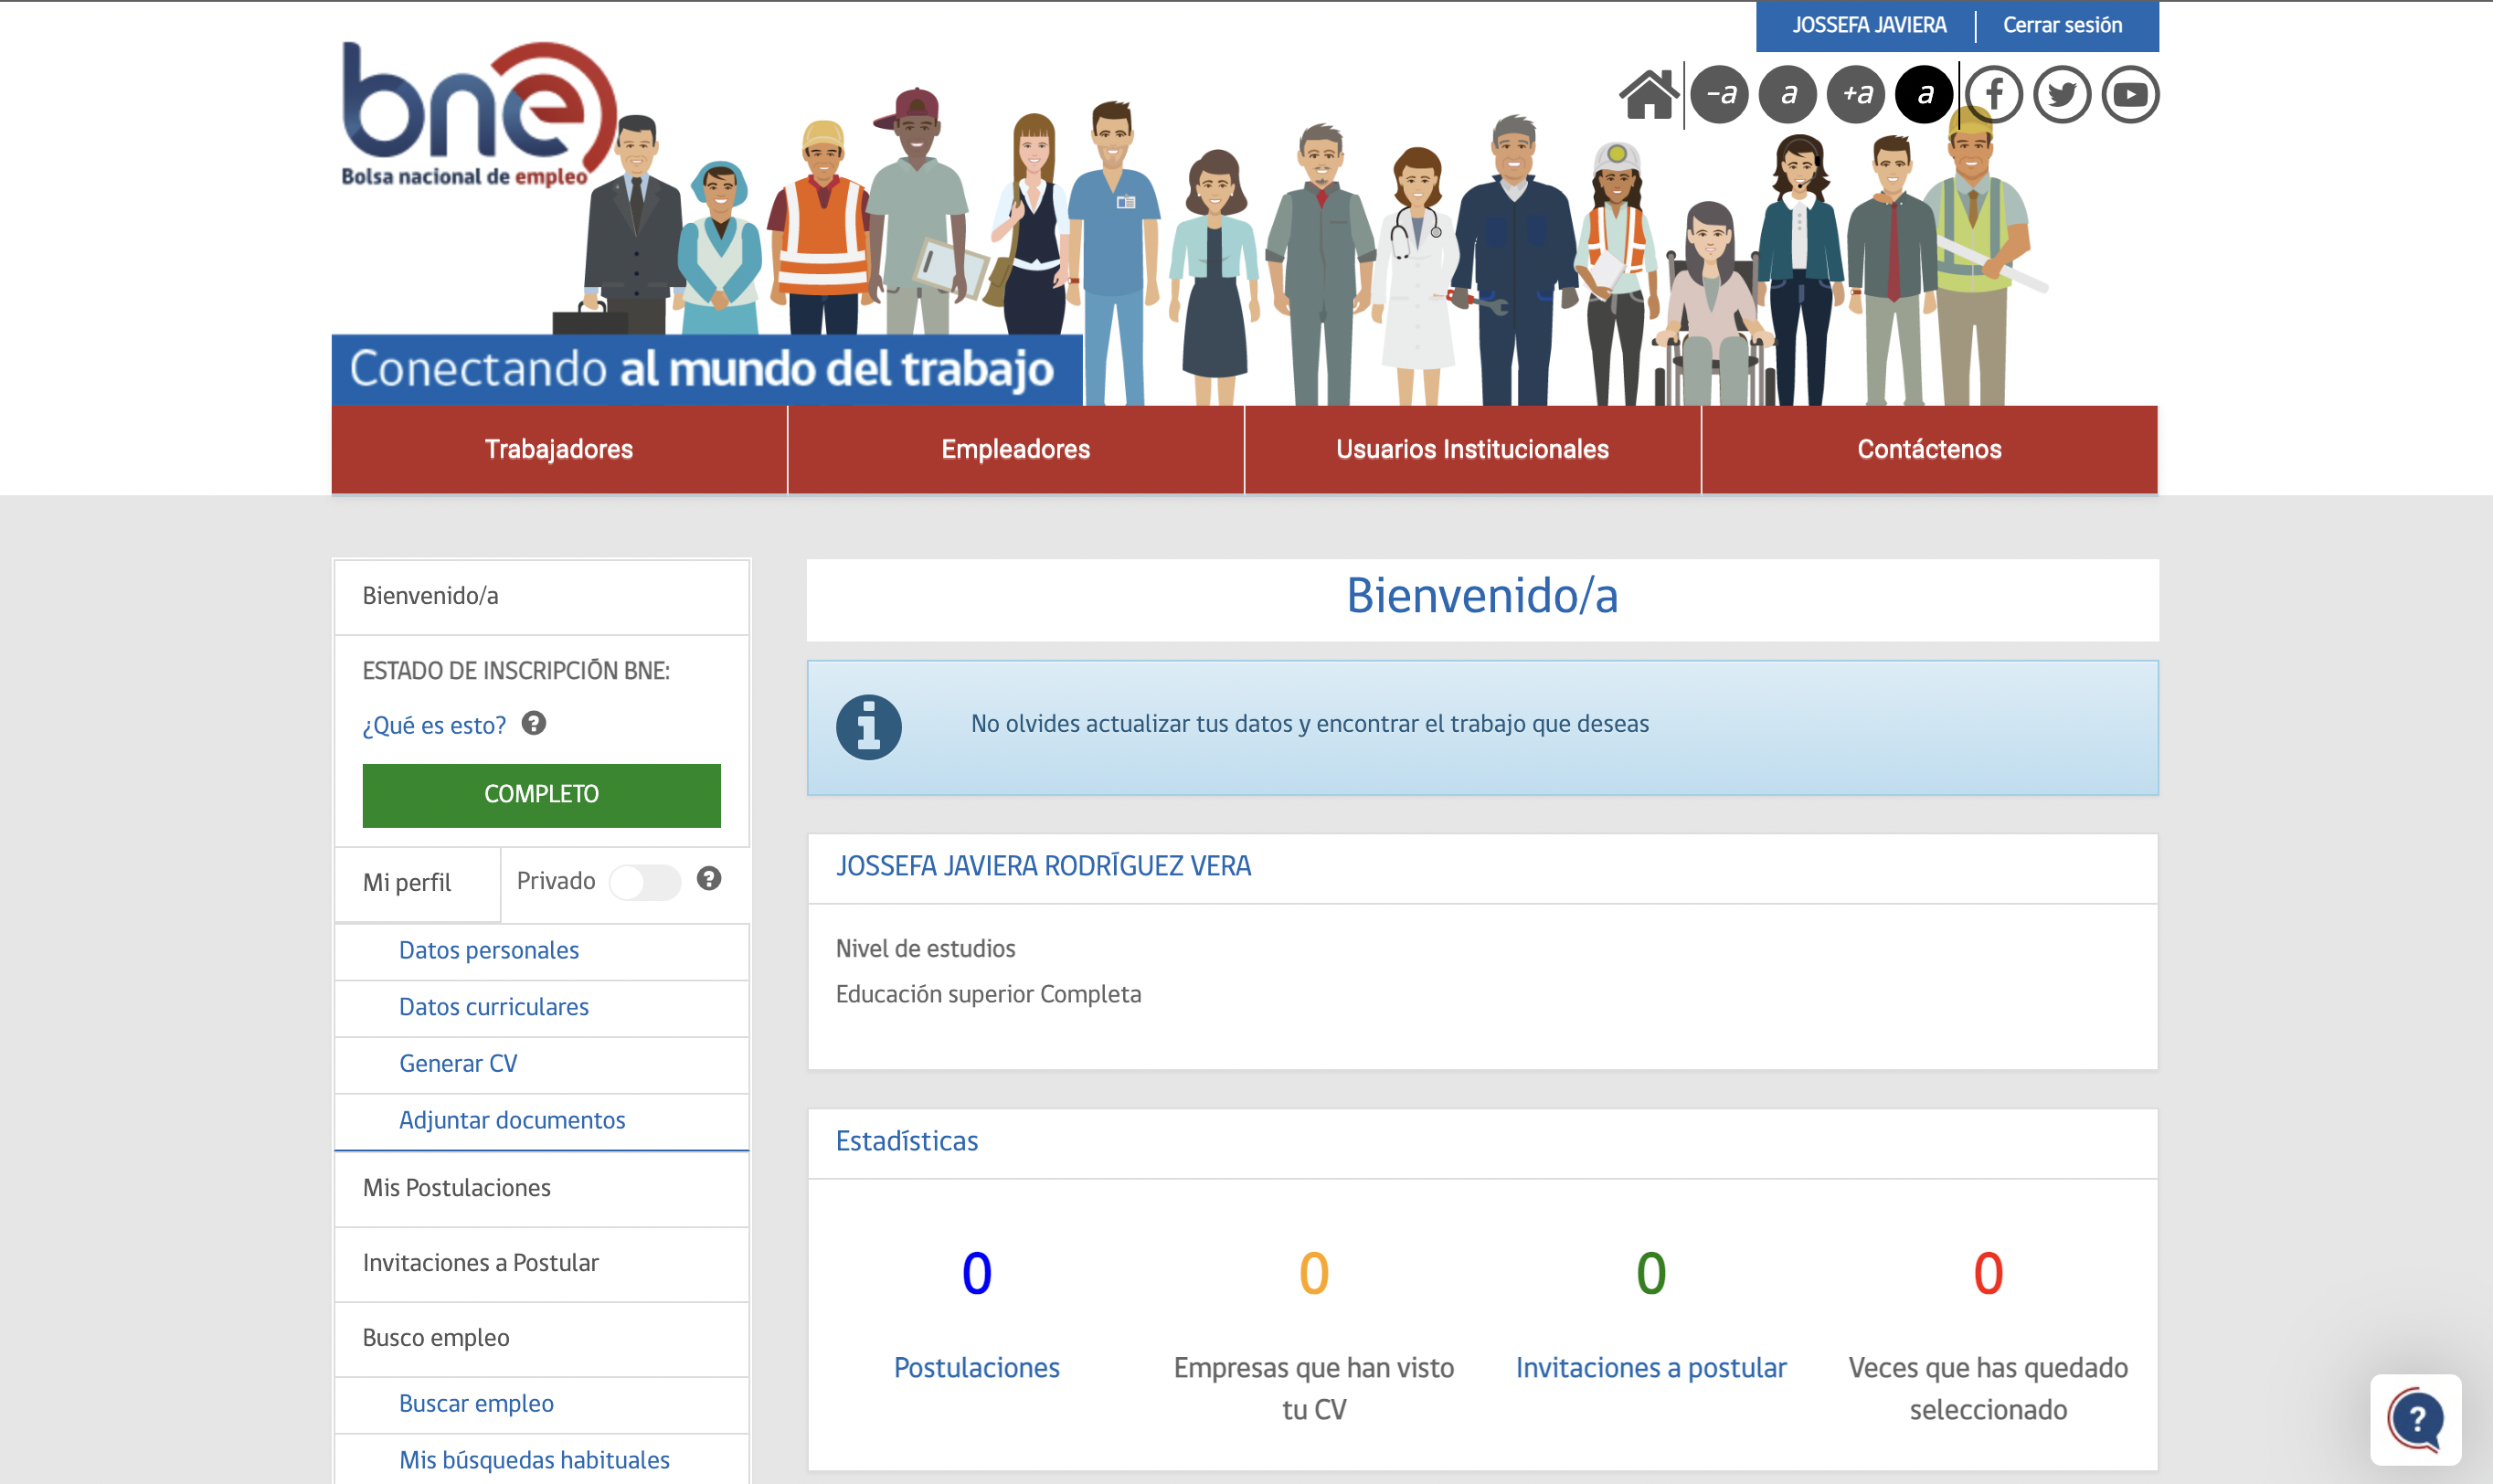 JOSSEFA JAVIERA
Cerrar sesión
bne
Bolsa nacional de empleo
-a
a
+a
a
Conectando al mundo del trabajo
Trabajadores
Empleadores
Usuarios Institucionales
Contáctenos
Bienvenido/a
ESTADO DE INSCRIPCIÓN BNE:
¿Qué es esto?
COMPLETO
Mi perfil
Privado
Datos personales
Datos curriculares
Generar CV
Adjuntar documentos
Mis Postulaciones
Invitaciones a Postular
Busco empleo
Buscar empleo
Mis búsquedas habituales
Bienvenido/a
No olvides actualizar tus datos y encontrar el trabajo que deseas
JOSSEFA JAVIERA RODRÍGUEZ VERA
Nivel de estudios
Educación superior Completa
Estadísticas
0
Postulaciones
0
Empresas que han visto
tu CV
0
Invitaciones a postular
0
Veces que has quedado
seleccionado